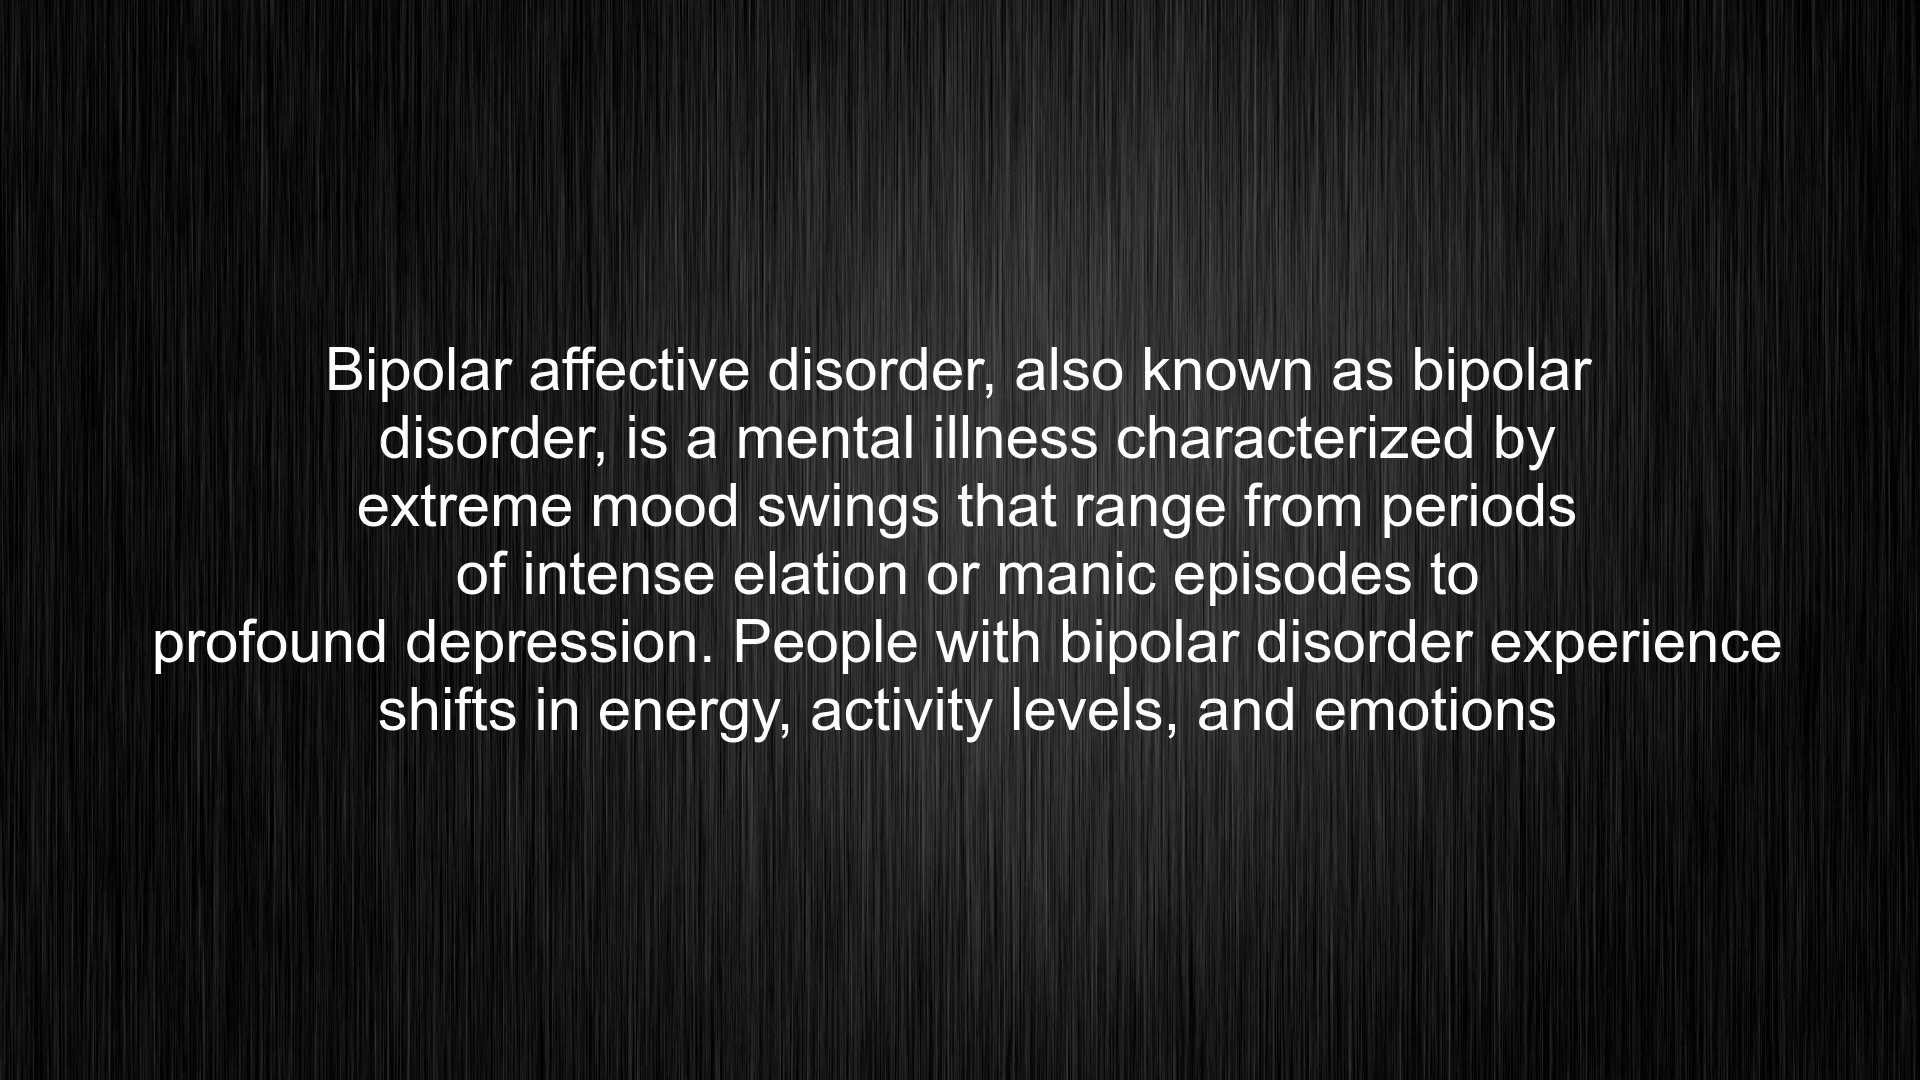 Bipolar affective disorder, also known as bipolar
disorder, is a mental illness characterized by
extreme mood swings that range from periods
of intense elation or manic episodes to
profound depression. People with bipolar disorder experience
shifts in energy, activity levels, and emotions